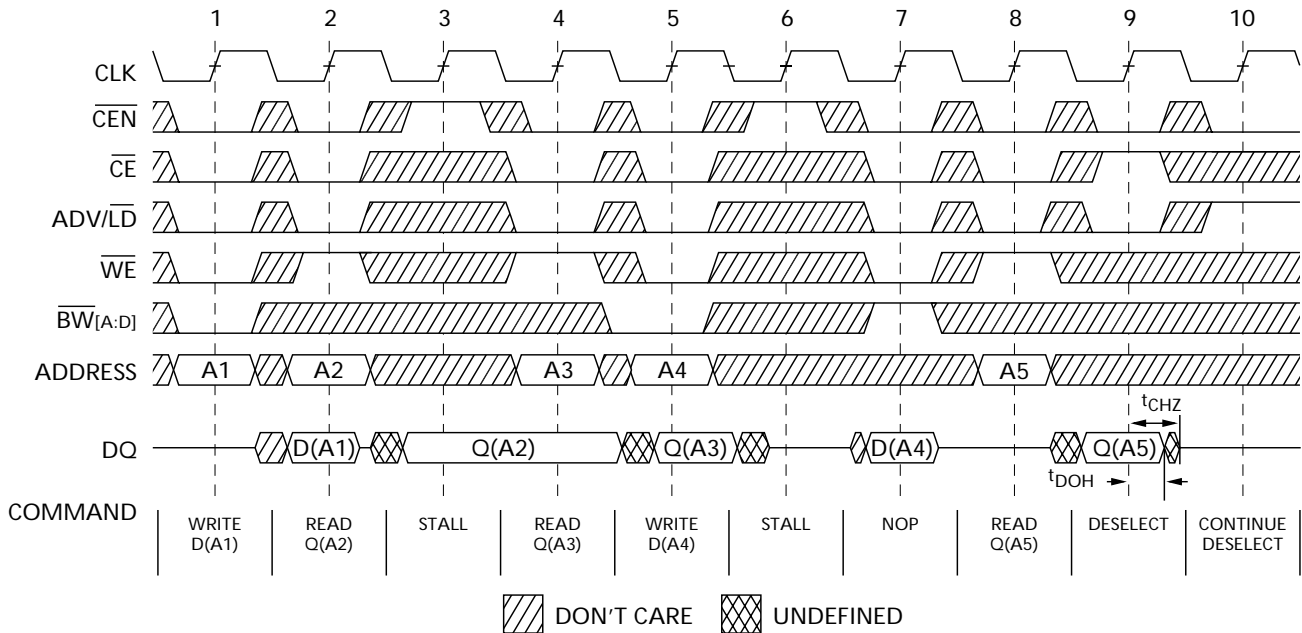 1 2 3 4 5 6 7 8 9 10
CLK
CEN
CE
ADV/LD
WE
BW[A:D]
ADDRESS A1 A2 A3 A4 A5
tCHZ
DQ D(A1) Q(A2) Q(A3) D(A4) Q(A5)
tDOH
COMMAND
WRITE READ STALL READ WRITE STALL NOP READ DESELECT CONTINUE
D(A1) Q(A2) Q(A3) D(A4) Q(A5) DESELECT
DON'T CARE UNDEFINED